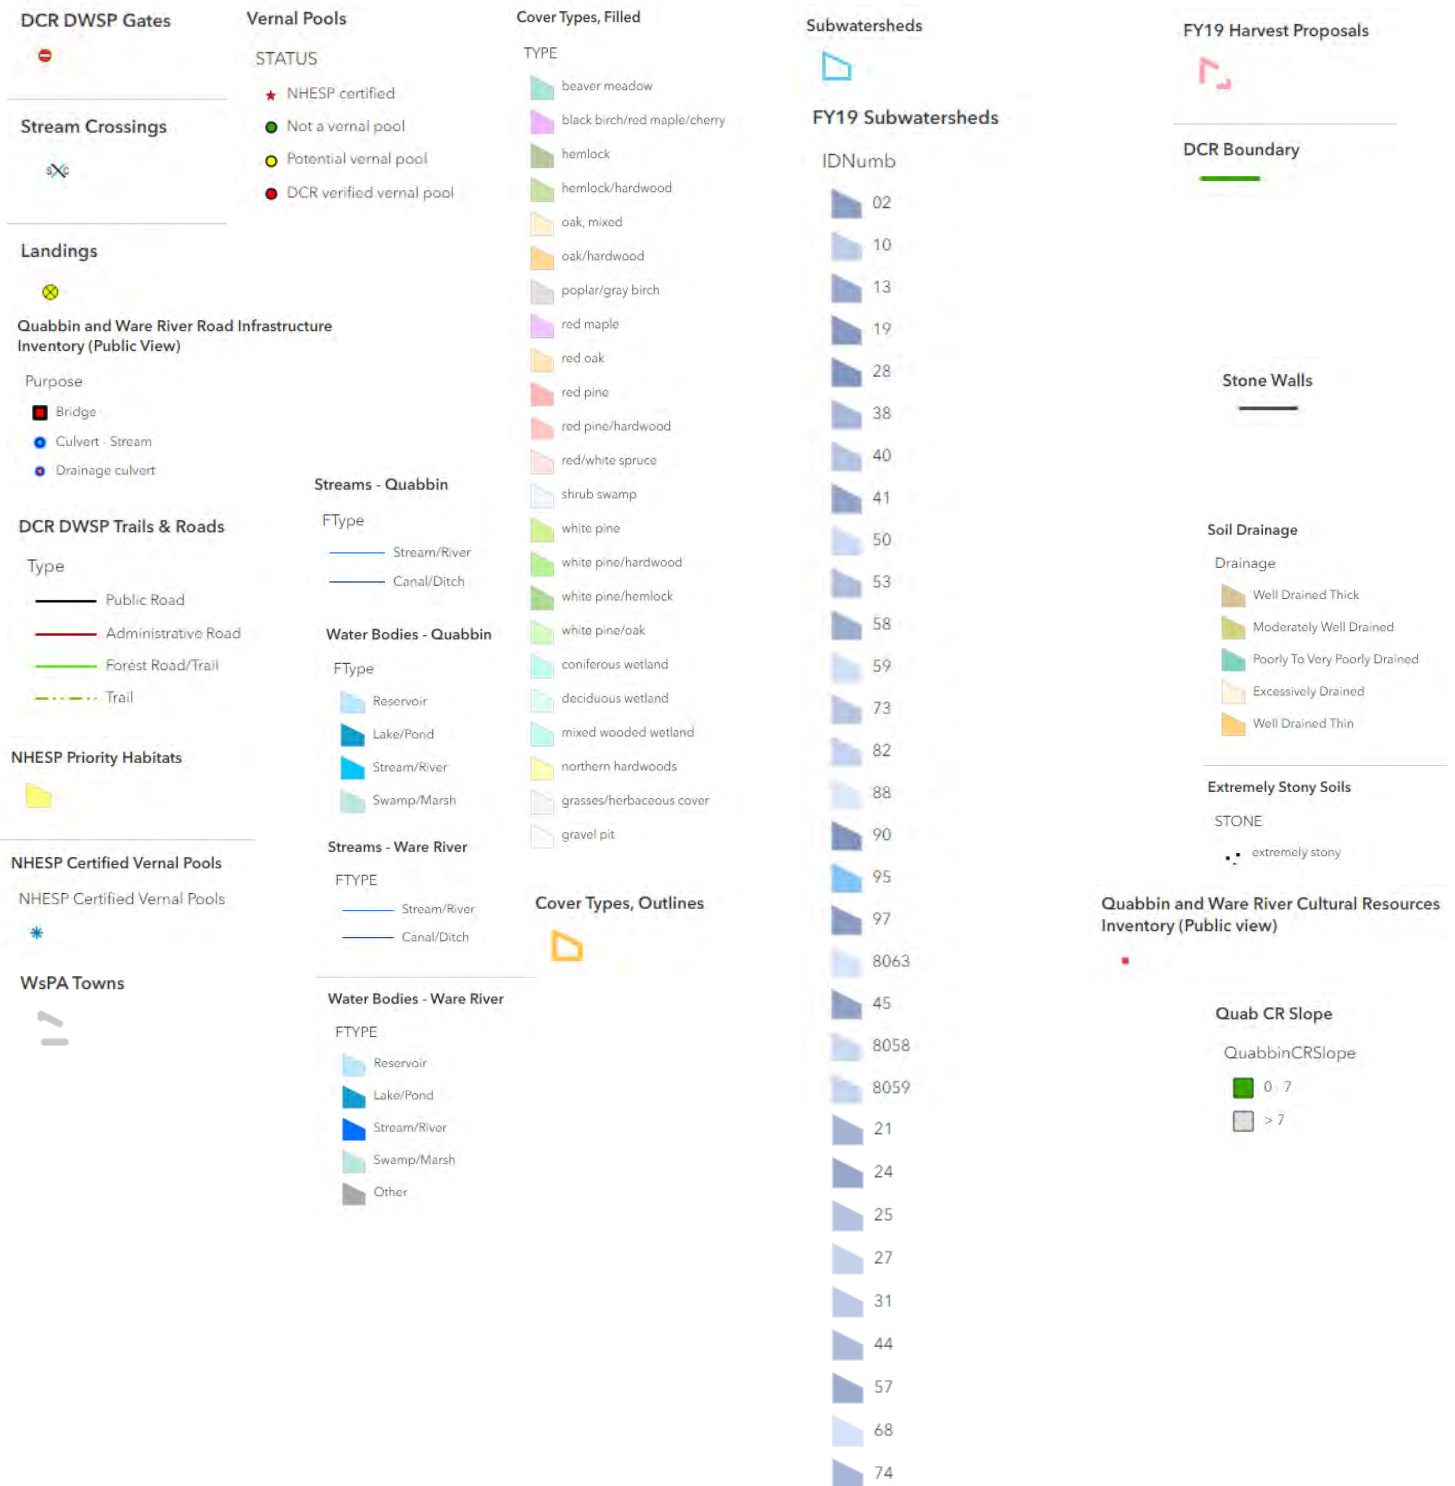 DCR DWSP Gates
Stream Crossings
S C
Landings
Quabbin and Ware River Road Infrastructure
Inventory (Public View)
Purpose
Bridge
Culvert - Stream
Drainage culvert
DCR DWSP Trails & Roads
Type
Public Road
Administrative Road
Forest Road/Trail
Trail
NHESP Priority Habitats
NHESP Certified Vernal Pools
NHESP Certified Vernal Pools
WsPA Towns
Vernal Pools
STATUS
NHESP certified
Not a vernal pool
Potential vernal pool
DCR verified vernal pool
Streams - Quabbin
FType
Stream/River
Canal/Ditch
Water Bodies - Quabbin
FType
Reservoir
Lake/Pond
Stream/River
Swamp/Marsh
Streams - Ware River
FTYPE
Stream/River
Canal/Ditch
Water Bodies - Ware River
FTYPE
Reservoir
Lake/Pond
Stream/River
Swamp/Marsh
Other
Cover Types, Filled
TYPE
beaver meadow
black birch/red maple/cherry
hemlock
hemlock/hardwood
oak, mixed
oak/hardwood
poplar/gray birch
red maple
red oak
red pine
red pine/hardwood
red/white spruce
shrub swamp
white pine
white pine/hardwood
white pine/hemlock
white pine/oak
coniferous wetland
deciduous wetland
mixed wooded wetland
northern hardwoods
grasses/herbaceous cover
gravel pit
Cover Types, Outlines
Subwatersheds
FY19 Subwatersheds
IDNumb
02
10
13
19
28
38
40
41
50
53
58
59
73
82
88
90
95
97
8063
45
8058
8059
21
24
25
27
31
44
57
68
74
FY19 Harvest Proposals
DCR Boundary
Stone Walls
Soil Drainage
Drainage
Well Drained Thick
Moderately Well Drained
Poorly To Very Poorly Drained
Excessively Drained
Well Drained Thin
Extremely Stony Soils
STONE
extremely stony
Quabbin and Ware River Cultural Resources
Inventory (Public view)
Quab CR Slope
QuabbinCRSlope
0 - 7
> 7